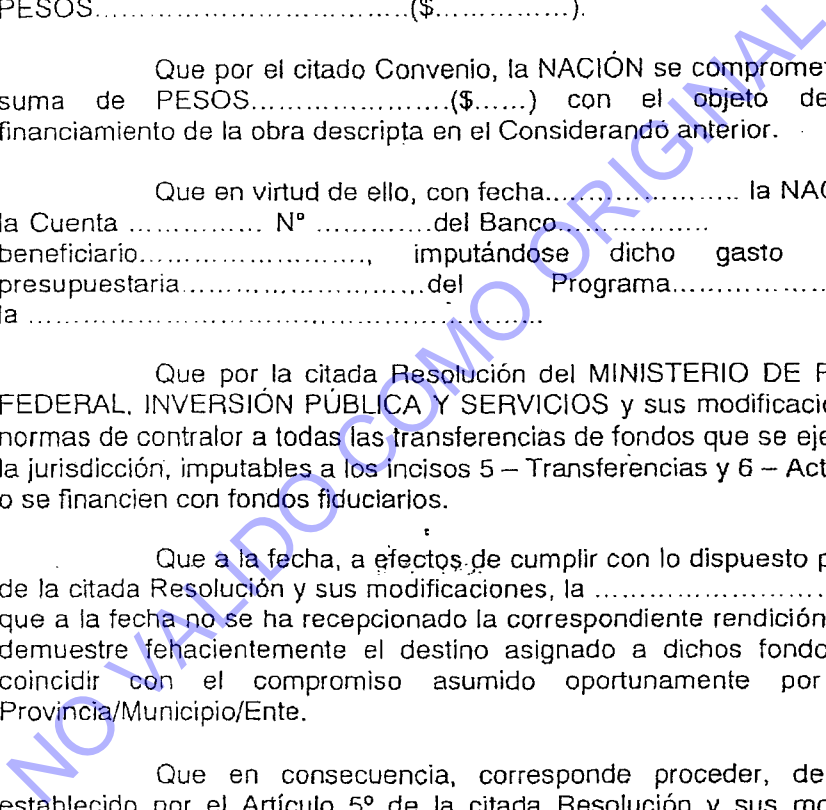 PESOS.....................................($...............).
Que por el citado Convenio, la NACIÓN se compromet
suma de PESOS......................($......) con el objeto de
financiamiento de la obra descripta en el Considerando anterior.
Que en virtud de ello, con fecha...................... la NAC
la Cuenta ............... Nº .............del Banco.................
beneficiario.........................., imputándose dicho gasto
presupuestaria...........................del Programa..................
la ..........................................................
Que por la citada Resolución del MINISTERIO DE P
FEDERAL, INVERSIÓN PÚBLICA Y SERVICIOS y sus modificacio
normas de contralor a todas las transferencias de fondos que se eje
la jurisdicción, imputables a los incisos 5 – Transferencias y 6 – Act
o se financien con fondos fiduciarios.
Que a la fecha, a efectos de cumplir con lo dispuesto p
de la citada Resolución y sus modificaciones, la ..........................
que a la fecha no se ha recepcionado la correspondiente rendición
demuestre fehacientemente el destino asignado a dichos fondo
coincidir con el compromiso asumido oportunamente por
Provincia/Municipio/Ente.
Que en consecuencia, corresponde proceder, de
establecido por el Artículo 5º de la citada Resolución y sus mo
NO VALIDO COMO ORIGINAL